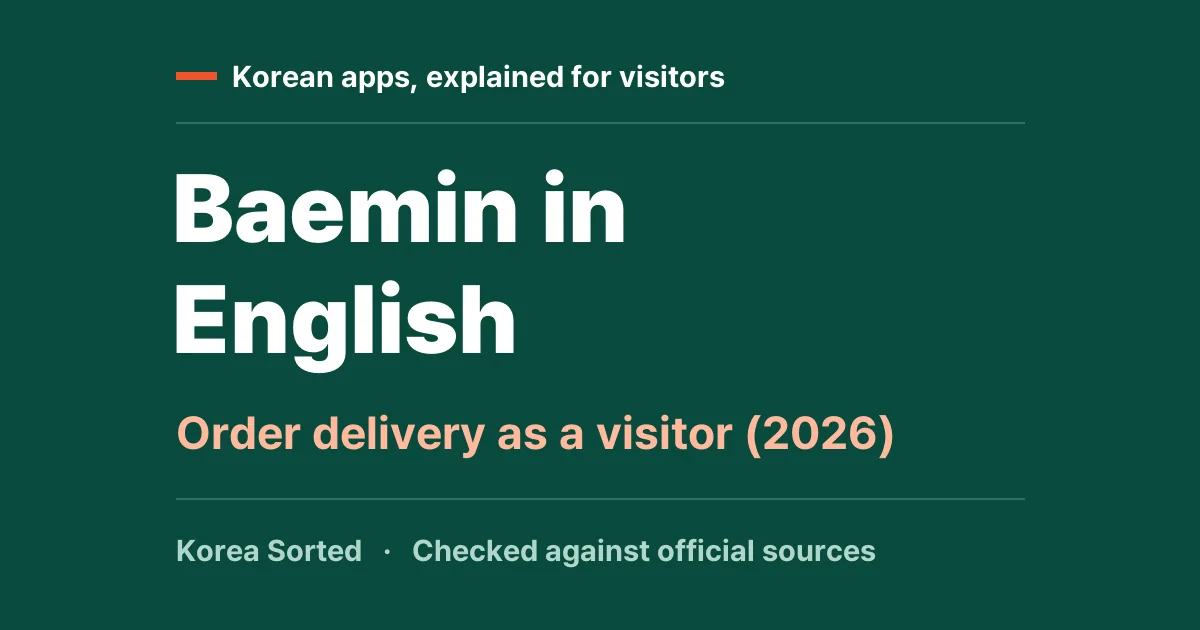 Korean apps, explained for visitors
Baemin in
English
Order delivery as a visitor (2026)
Korea Sorted · Checked against official sources